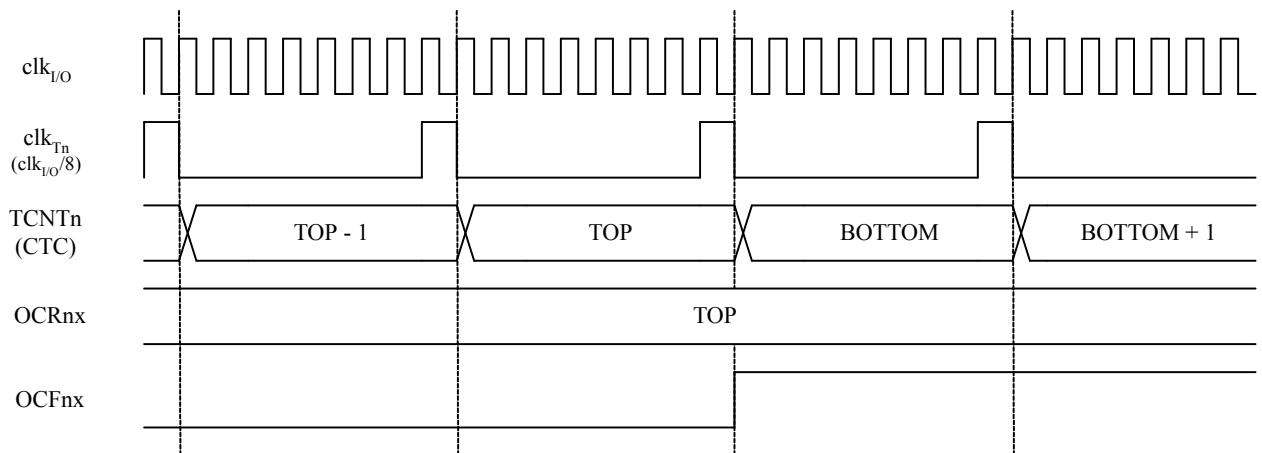 clkI/O
clkTn
(clkI/O/8)
TCNTn
(CTC)
TOP - 1
TOP
BOTTOM
BOTTOM + 1
OCRnx
TOP
OCFnx